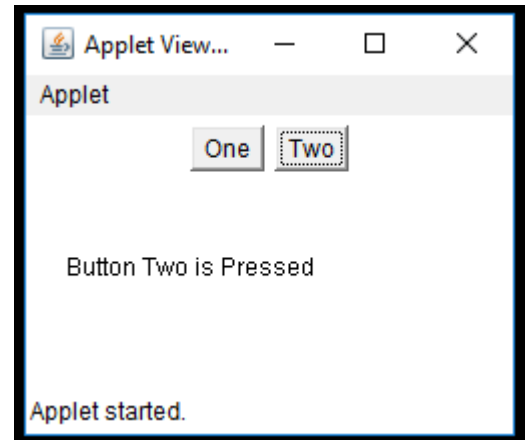 Applet View...
Applet
One Two
Button Two is Pressed
Applet started.